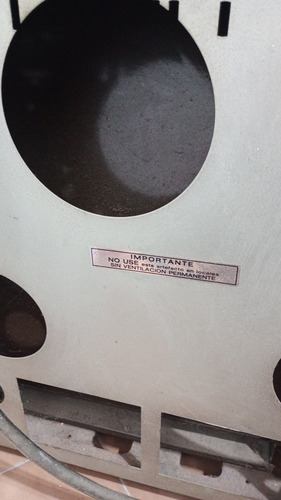 IMPORTANTE
NO USE este artefacto en locales
SIN VENTILACION PERMANENTE